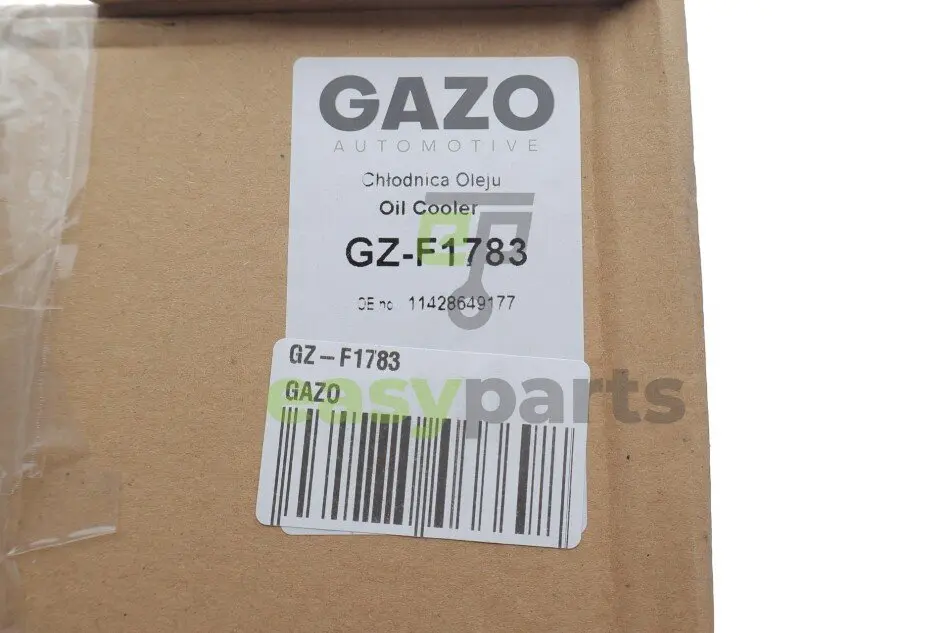 GAZO
AUTOMOTIVE
Chłodnica Oleju
Oil Cooler
GZ-F1783
OE no 11428649177
GZ-F1783
GAZO
easyparts